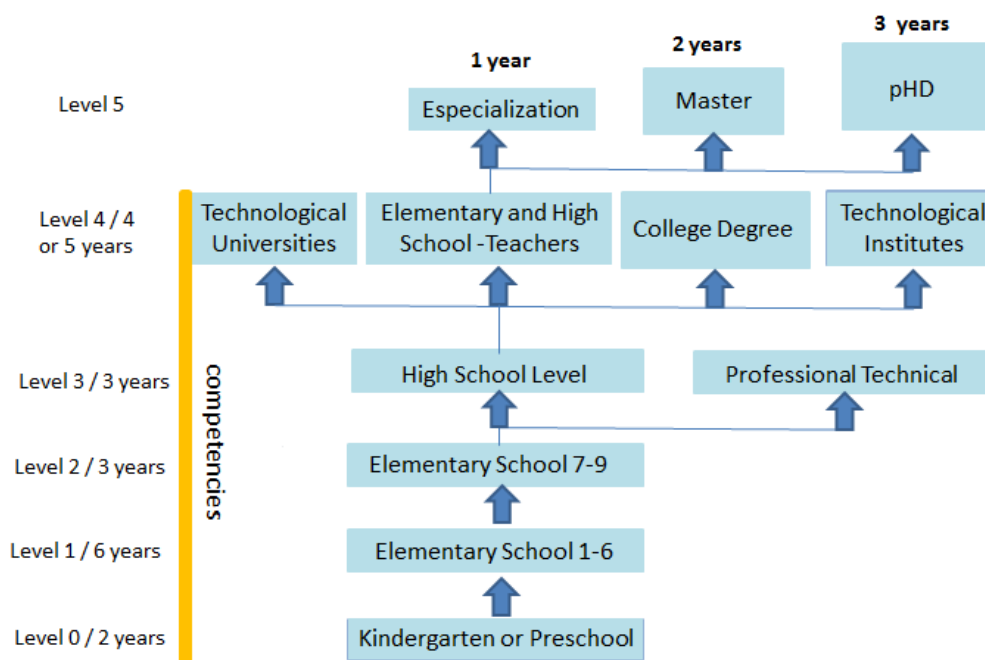 3 years
2 years
1 year
Level 5
Especialization
Master
pHD
Level 4 / 4
or 5 years
Technological
Universities
Elementary and High
School -Teachers
College Degree
Technological
Institutes
competencies
Level 3 / 3 years
High School Level
Professional Technical
Level 2 / 3 years
Elementary School 7-9
Level 1 / 6 years
Elementary School 1-6
Level 0 / 2 years
Kindergarten or Preschool